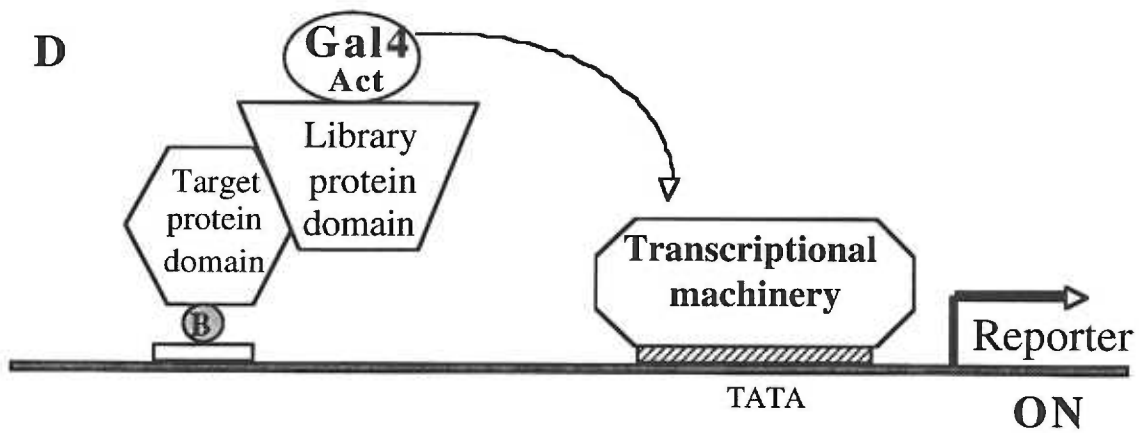 D
Gal4
Act
Library
protein
domain
Target
protein
domain
B
Transcriptional
machinery
Reporter
TATA
ON